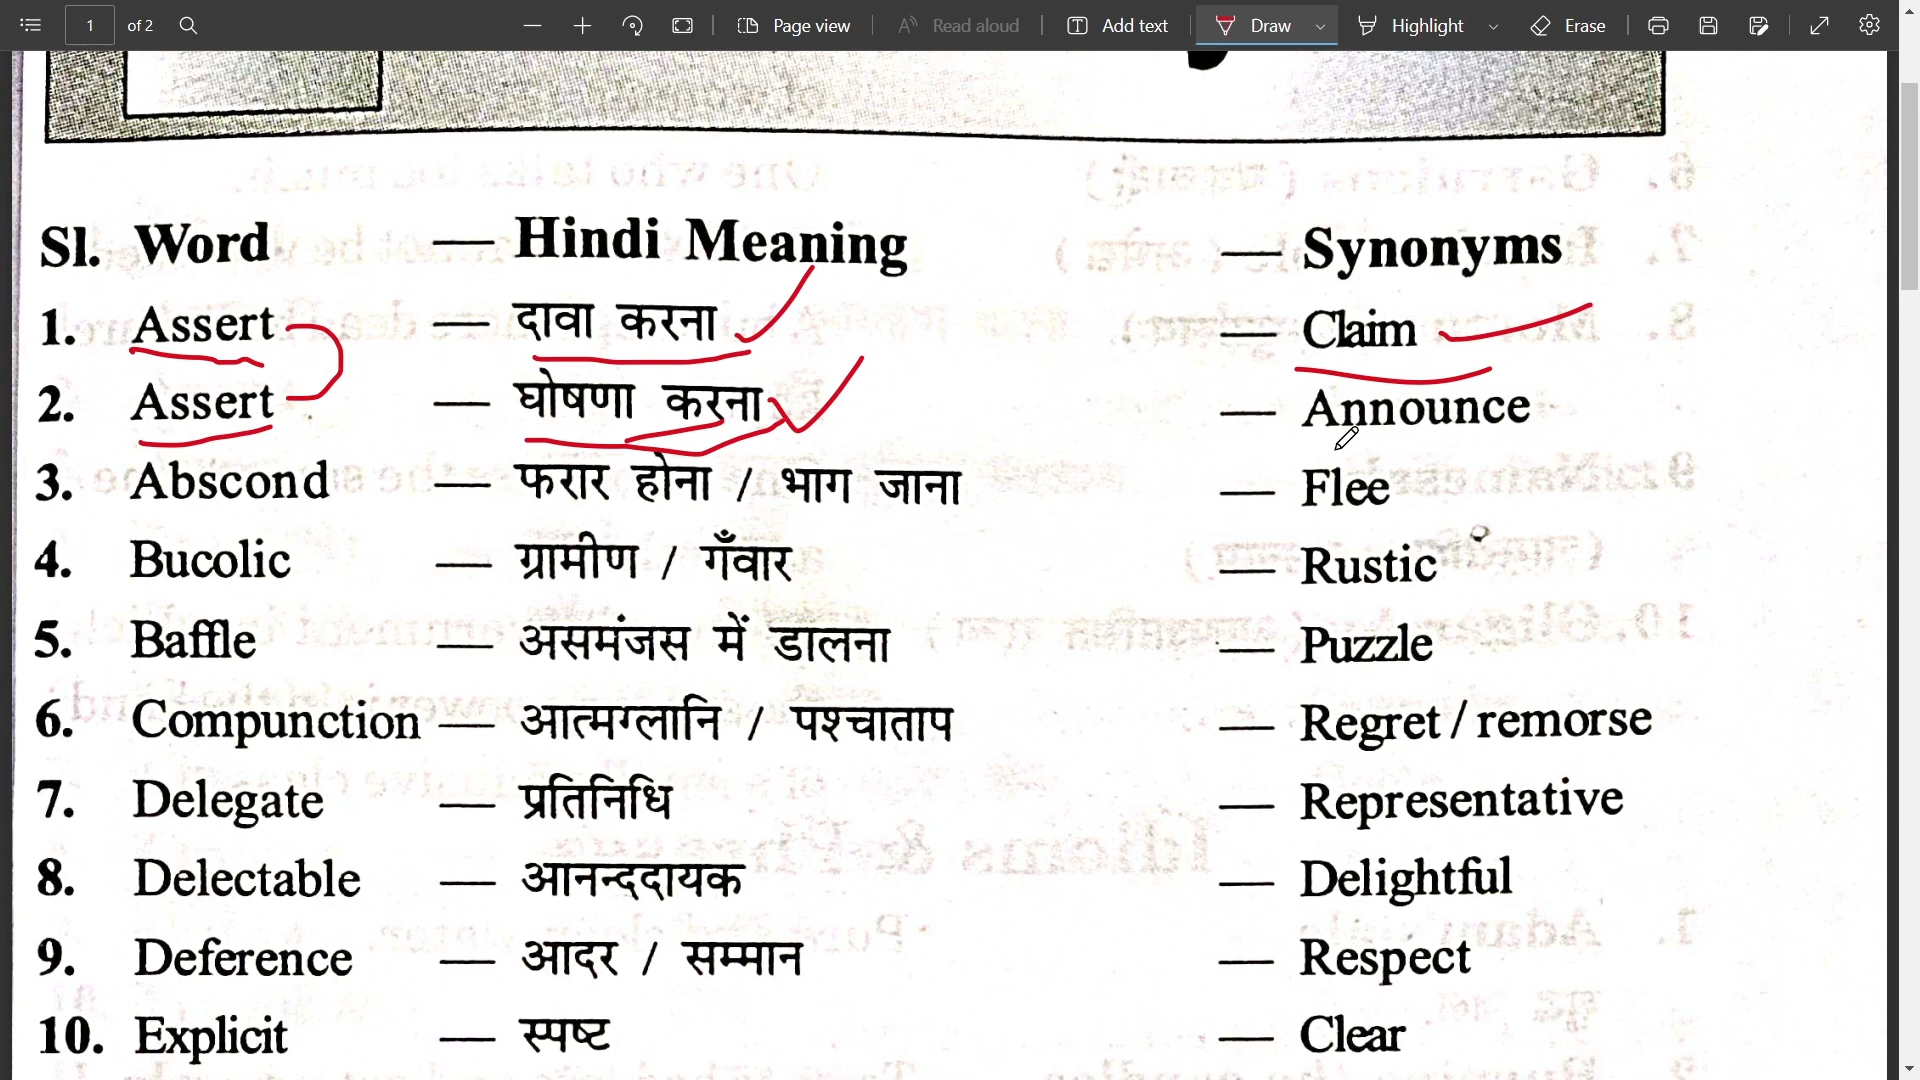 1 of 2 Page view Read aloud Add text Draw Highlight Erase
Sl. Word — Hindi Meaning — Synonyms
1. Assert — दावा करना — Claim
2. Assert — घोषणा करना — Announce
3. Abscond — फरार होना / भाग जाना — Flee
4. Bucolic — ग्रामीण / गँवार — Rustic
5. Baffle — असमंजस में डालना — Puzzle
6. Compunction — आत्मग्लानि / पश्चाताप — Regret / remorse
7. Delegate — प्रतिनिधि — Representative
8. Delectable — आनन्ददायक — Delightful
9. Deference — आदर / सम्मान — Respect
10. Explicit — स्पष्ट — Clear